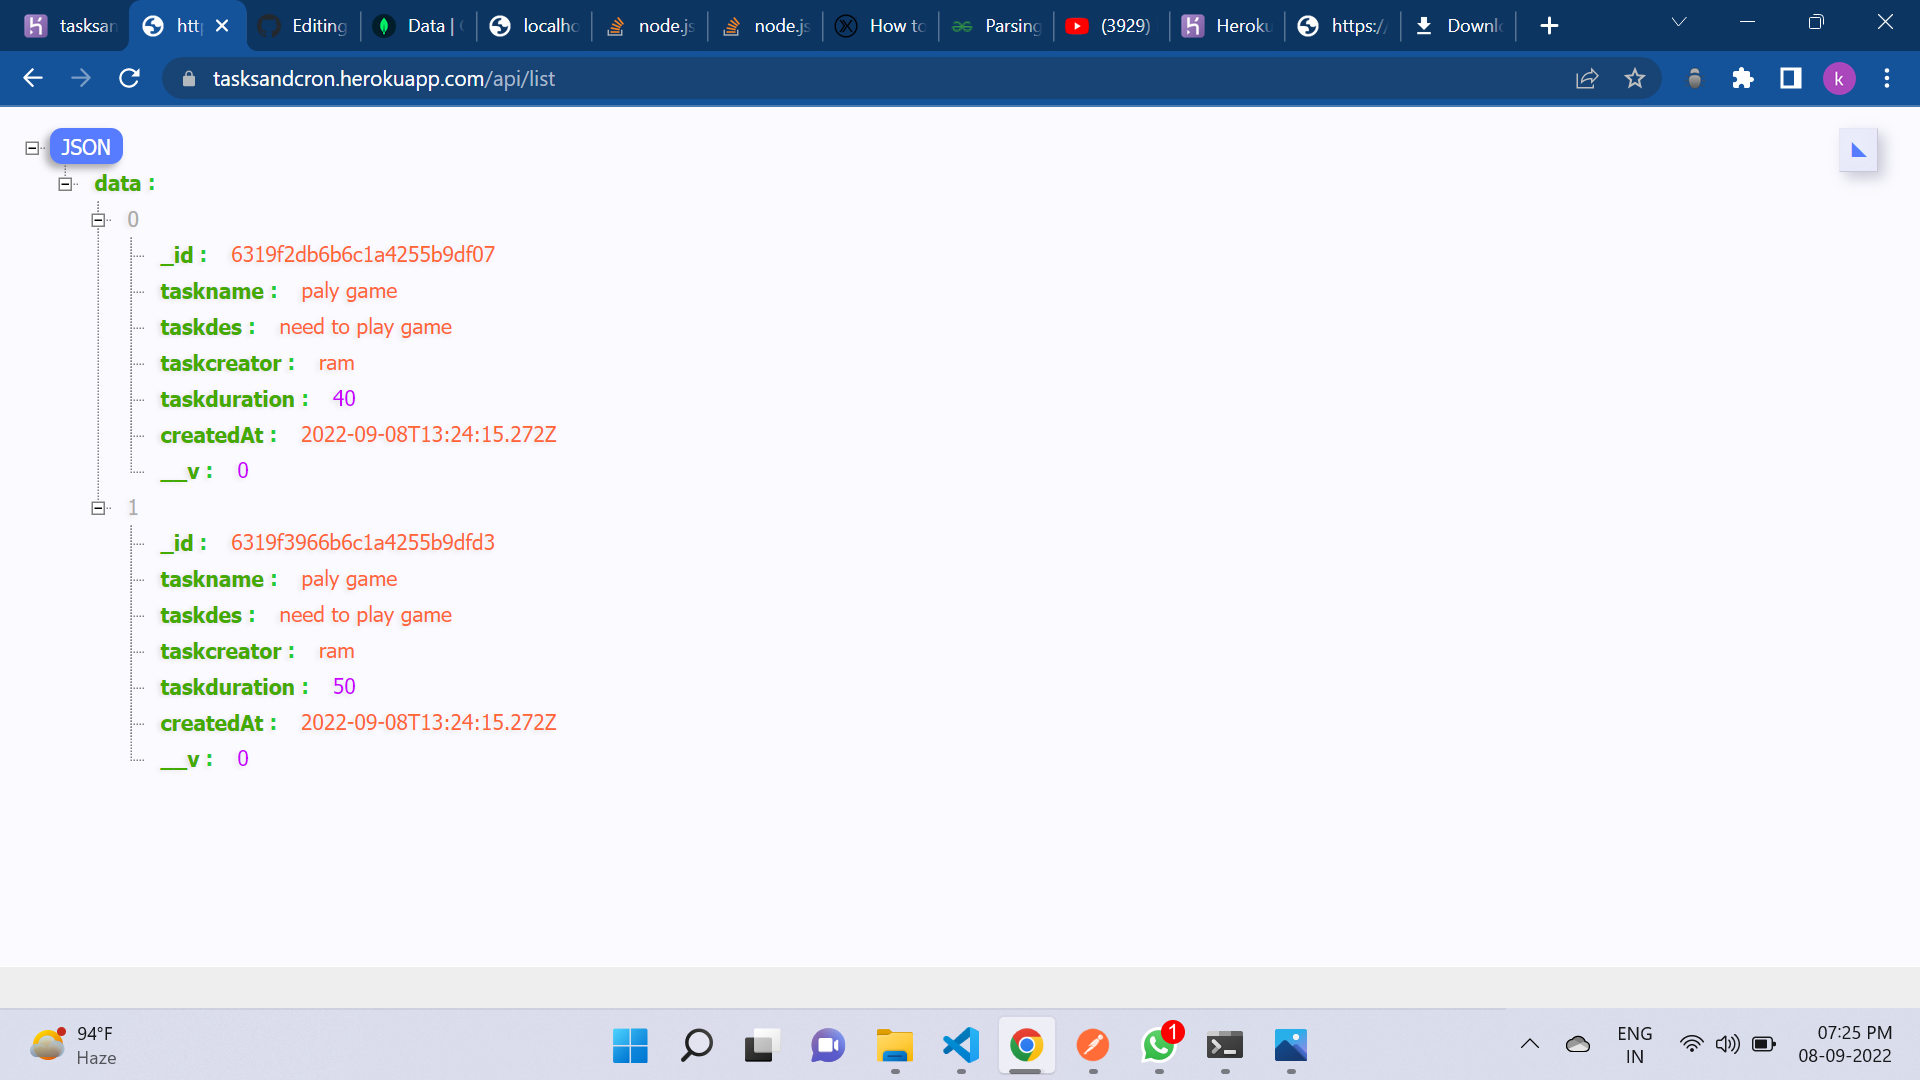 tasksan
htt
Editing
Data | 
localho
node.js
node.js
How to
Parsing
(3929)
Heroku
https:/
Downlo
tasksandcron.herokuapp.com/api/list
k
JSON
data :
0
_id : 6319f2db6b6c1a4255b9df07
taskname : paly game
taskdes : need to play game
taskcreator : ram
taskduration : 40
createdAt : 2022-09-08T13:24:15.272Z
__v : 0
1
_id : 6319f3966b6c1a4255b9dfd3
taskname : paly game
taskdes : need to play game
taskcreator : ram
taskduration : 50
createdAt : 2022-09-08T13:24:15.272Z
__v : 0
94°F
Haze
1
ENG
IN
07:25 PM
08-09-2022